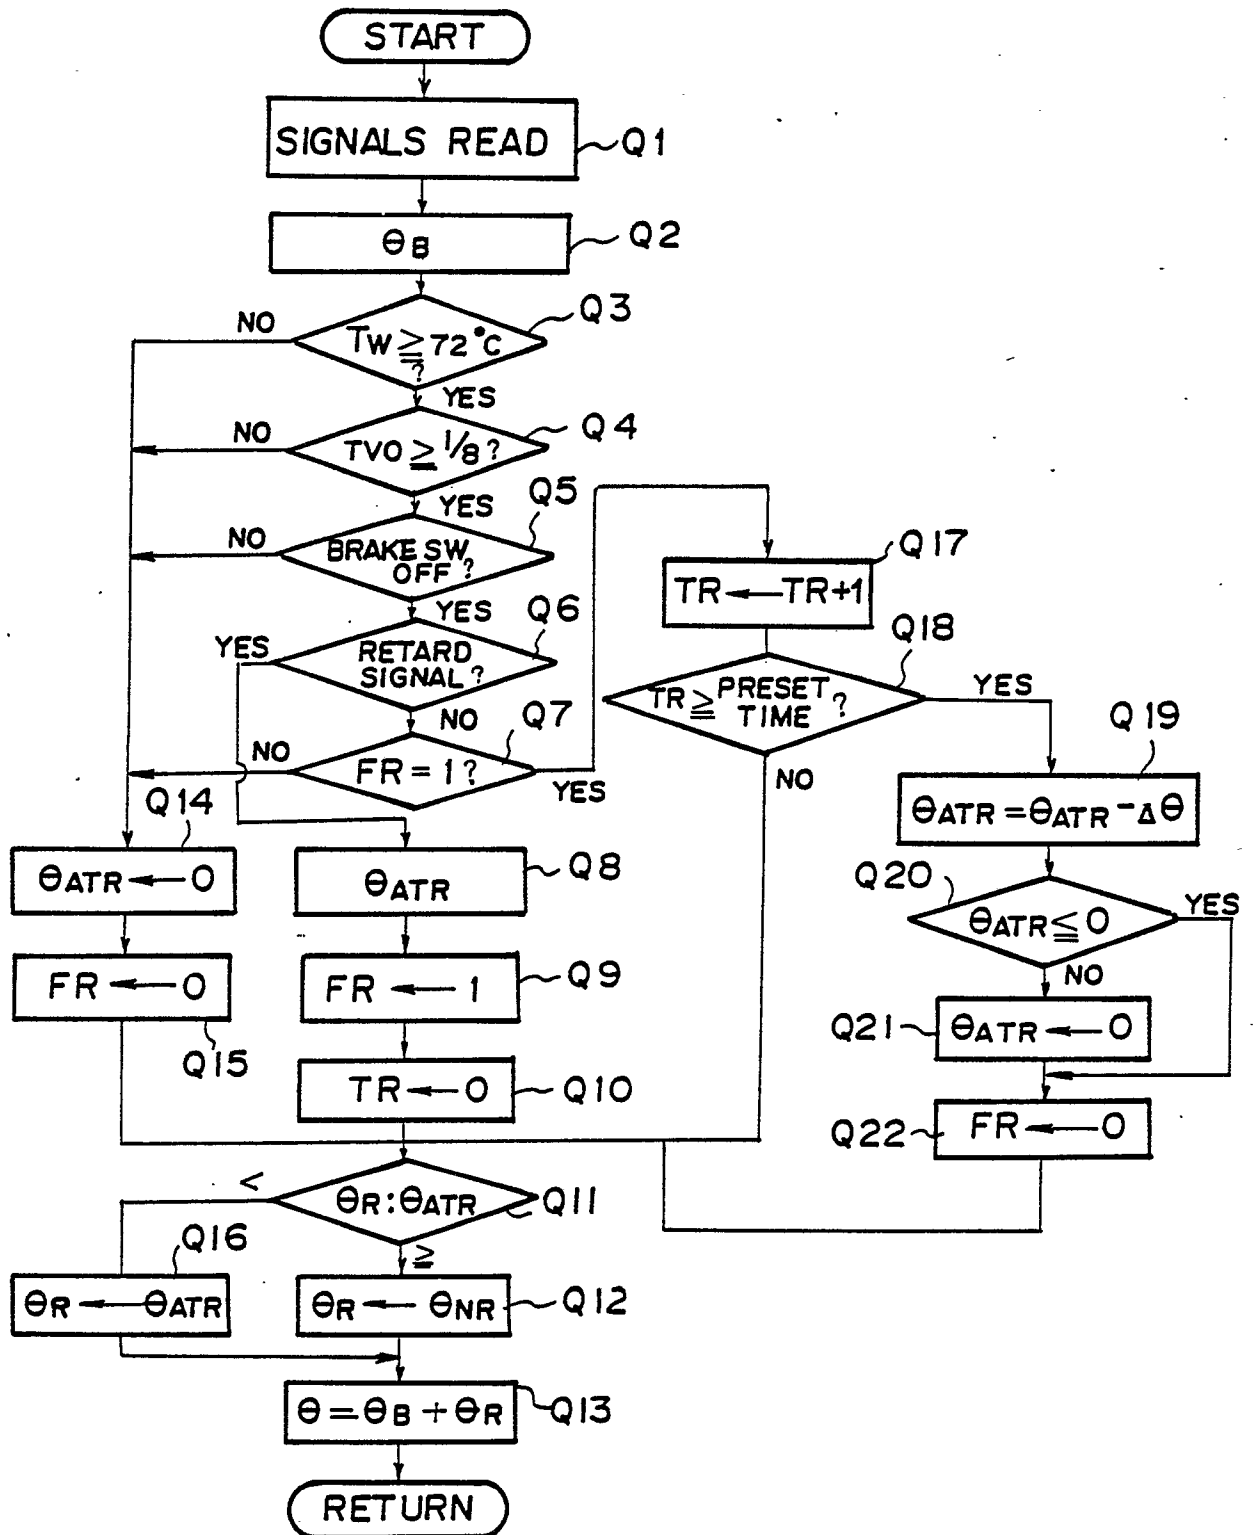 START
SIGNALS READ
Q1
ΘB
Q2
TW ≧ 72°C
?
Q3
NO
YES
TVO ≧ 1/8?
Q4
NO
YES
BRAKE SW
OFF?
Q5
NO
YES
RETARD
SIGNAL?
Q6
YES
NO
FR = 1?
Q7
NO
YES
ΘATR ← 0
Q14
FR ← 0
Q15
ΘATR
Q8
FR ← 1
Q9
TR ← 0
Q10
TR ← TR+1
Q17
TR ≧ PRESET
TIME ?
Q18
YES
NO
ΘATR = ΘATR - ΔΘ
Q19
ΘATR ≦ 0
Q20
YES
NO
Q21
ΘATR ← 0
Q22
FR ← 0
ΘR : ΘATR
Q11
<
≧
ΘR ← ΘATR
Q16
ΘR ← ΘNR
Q12
Θ = ΘB + ΘR
Q13
RETURN